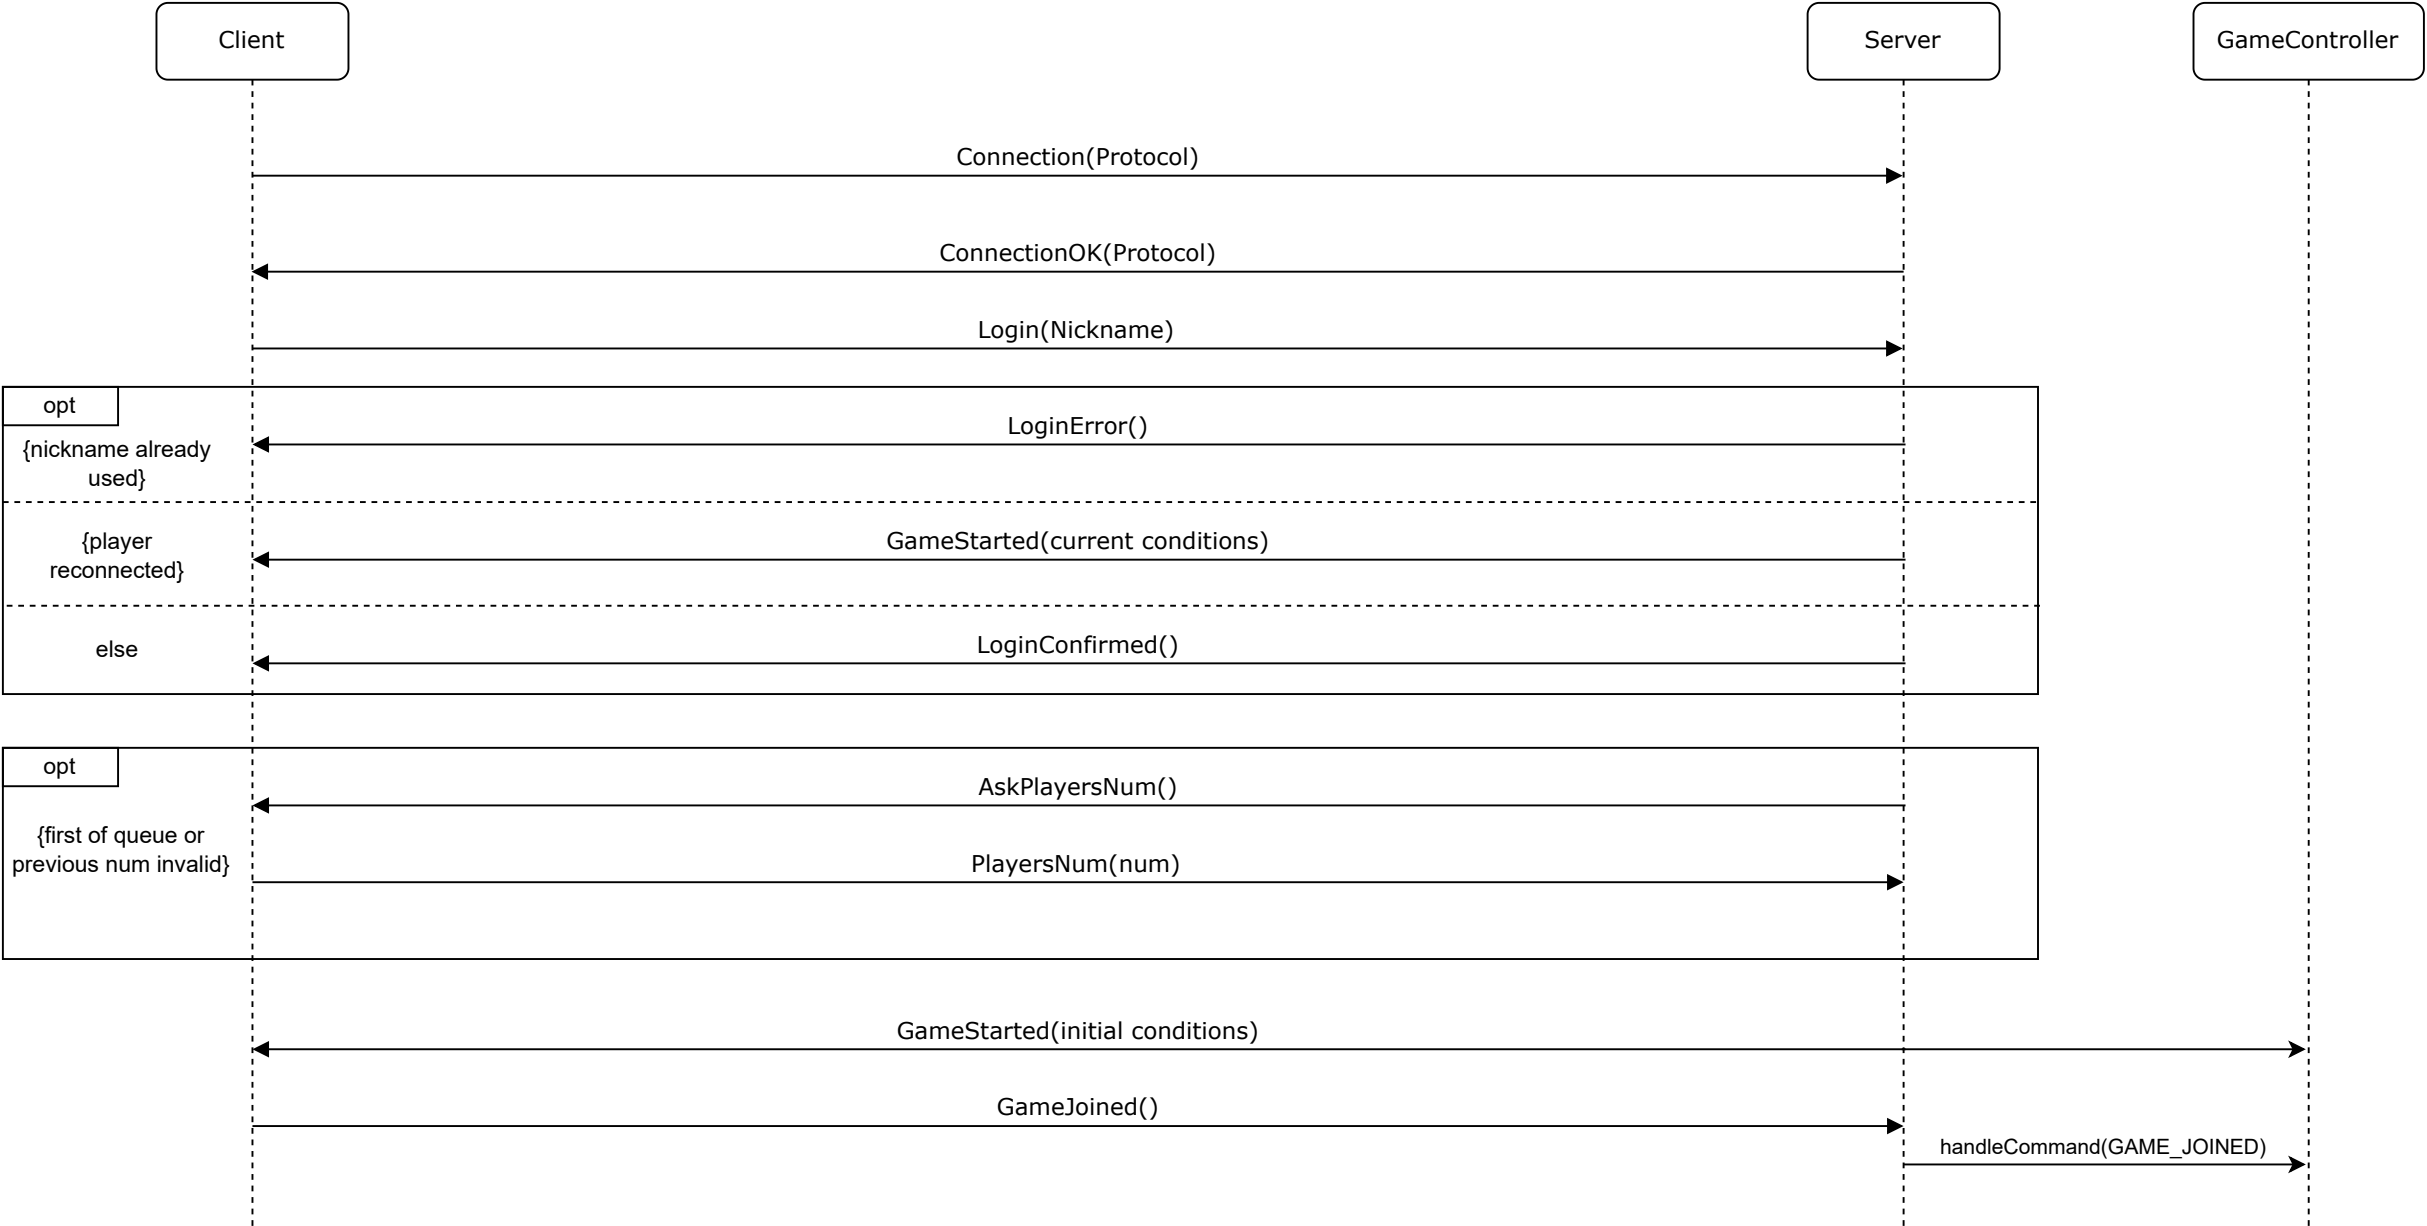 Client
Server
GameController
Connection(Protocol)
ConnectionOK(Protocol)
Login(Nickname)
opt
LoginError()
{nickname already
used}
GameStarted(current conditions)
{player
reconnected}
LoginConfirmed()
else
opt
AskPlayersNum()
{first of queue or
previous num invalid}
PlayersNum(num)
GameStarted(initial conditions)
GameJoined()
handleCommand(GAME_JOINED)